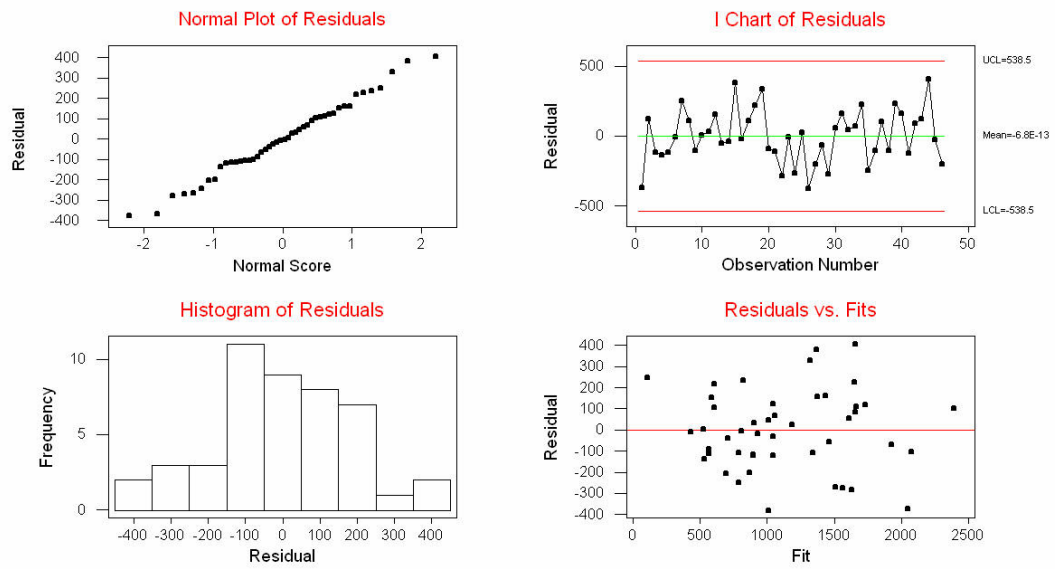 Normal Plot of Residuals
400
300
200
100
0
-100
-200
-300
-400
Residual
-2
-1
0
1
2
Normal Score
I Chart of Residuals
500
0
-500
Residual
UCL=538.5
Mean=-6.8E-13
LCL=-538.5
0
10
20
30
40
50
Observation Number
Histogram of Residuals
10
5
0
Frequency
-400 -300 -200 -100 0 100 200 300 400
Residual
Residuals vs. Fits
400
300
200
100
0
-100
-200
-300
-400
Residual
0
500
1000
1500
2000
2500
Fit